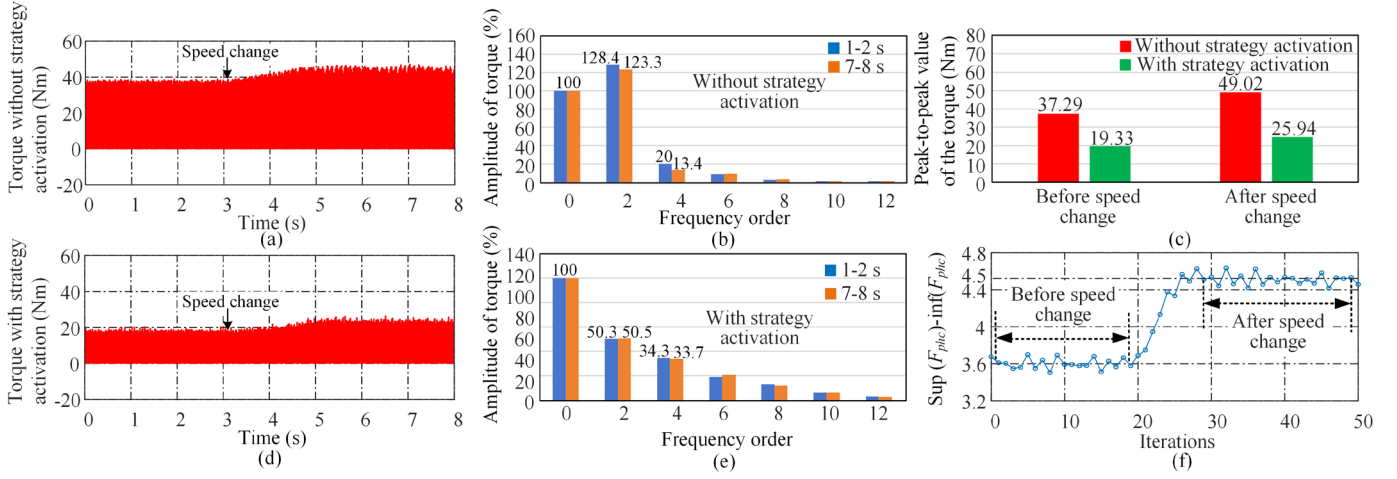 Torque without strategy
activation (Nm)
60
40
20
0
-20
Speed change
0 1 2 3 4 5 6 7 8
Time (s)
(a)
Amplitude of torque (%)
160
140
120
100
80
60
40
20
0
100
128.4 123.3
20
13.4
1-2 s
7-8 s
Without strategy
activation
0 2 4 6 8 10 12
Frequency order
(b)
Peak-to-peak value
of the torque (Nm)
80
70
60
50
40
30
20
10
0
Without strategy activation
With strategy activation
37.29
19.33
49.02
25.94
Before speed
change
After speed
change
(c)
Torque with strategy
activation (Nm)
60
40
20
0
-20
Speed change
0 1 2 3 4 5 6 7 8
Time (s)
(d)
Amplitude of torque (%)
140
120
100
80
60
40
20
0
100
50.3 50.5
34.3 33.7
1-2 s
7-8 s
With strategy
activation
0 2 4 6 8 10 12
Frequency order
(e)
Sup (F_phc)-inf(F_phc)
4.8
4.5
4.4
4
3.6
3.2
Before speed
change
After speed
change
0 10 20 30 40 50
Iterations
(f)